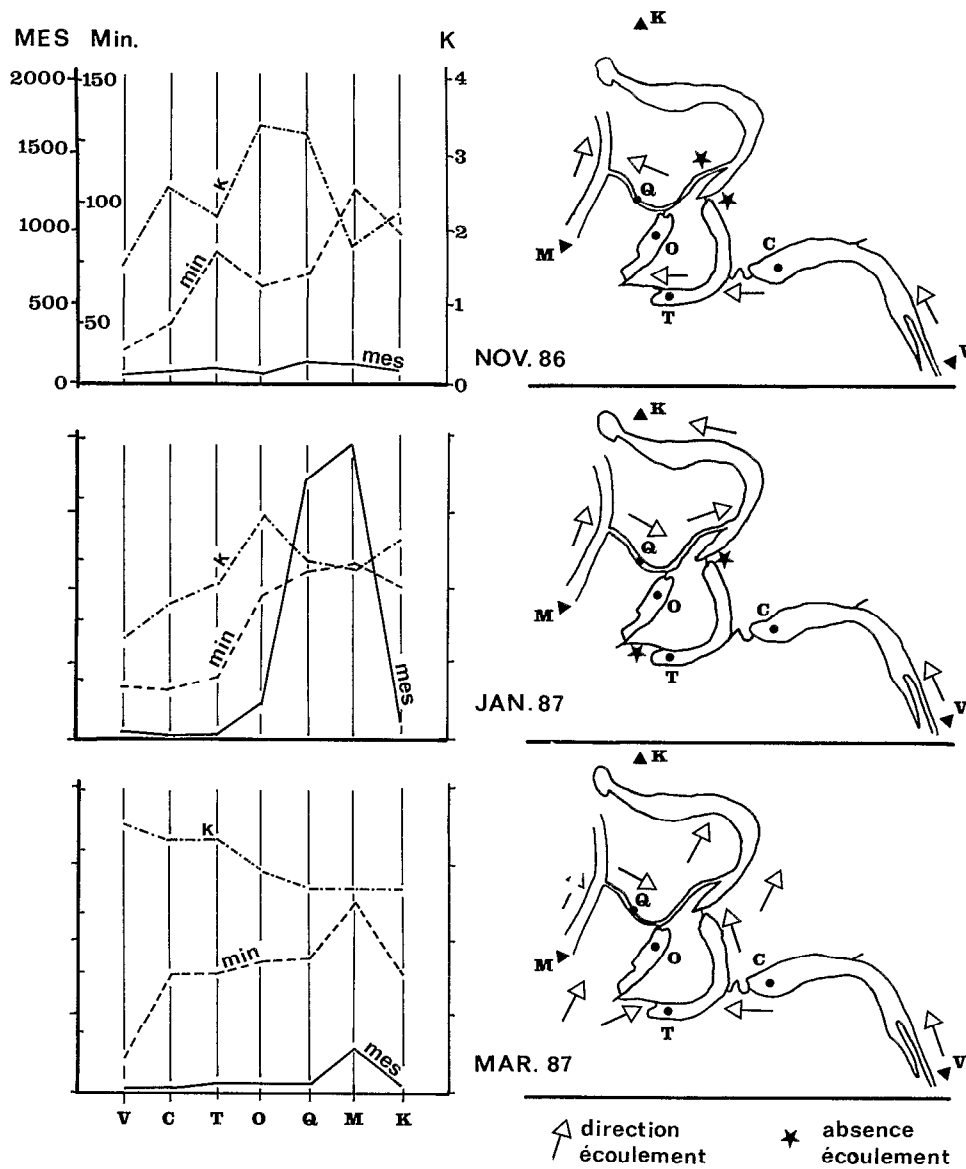 MES Min. K
2000 150 4
1500 3
100
1000 2
500 1
50
0 0
K
min
mes
NOV. 86
K
Q
M
O
C
T
V
K
min
mes
JAN. 87
K
Q
M
O
C
T
V
K
min
mes
MAR. 87
K
Q
M
O
C
T
V
V C T O Q M K
direction écoulement
absence écoulement